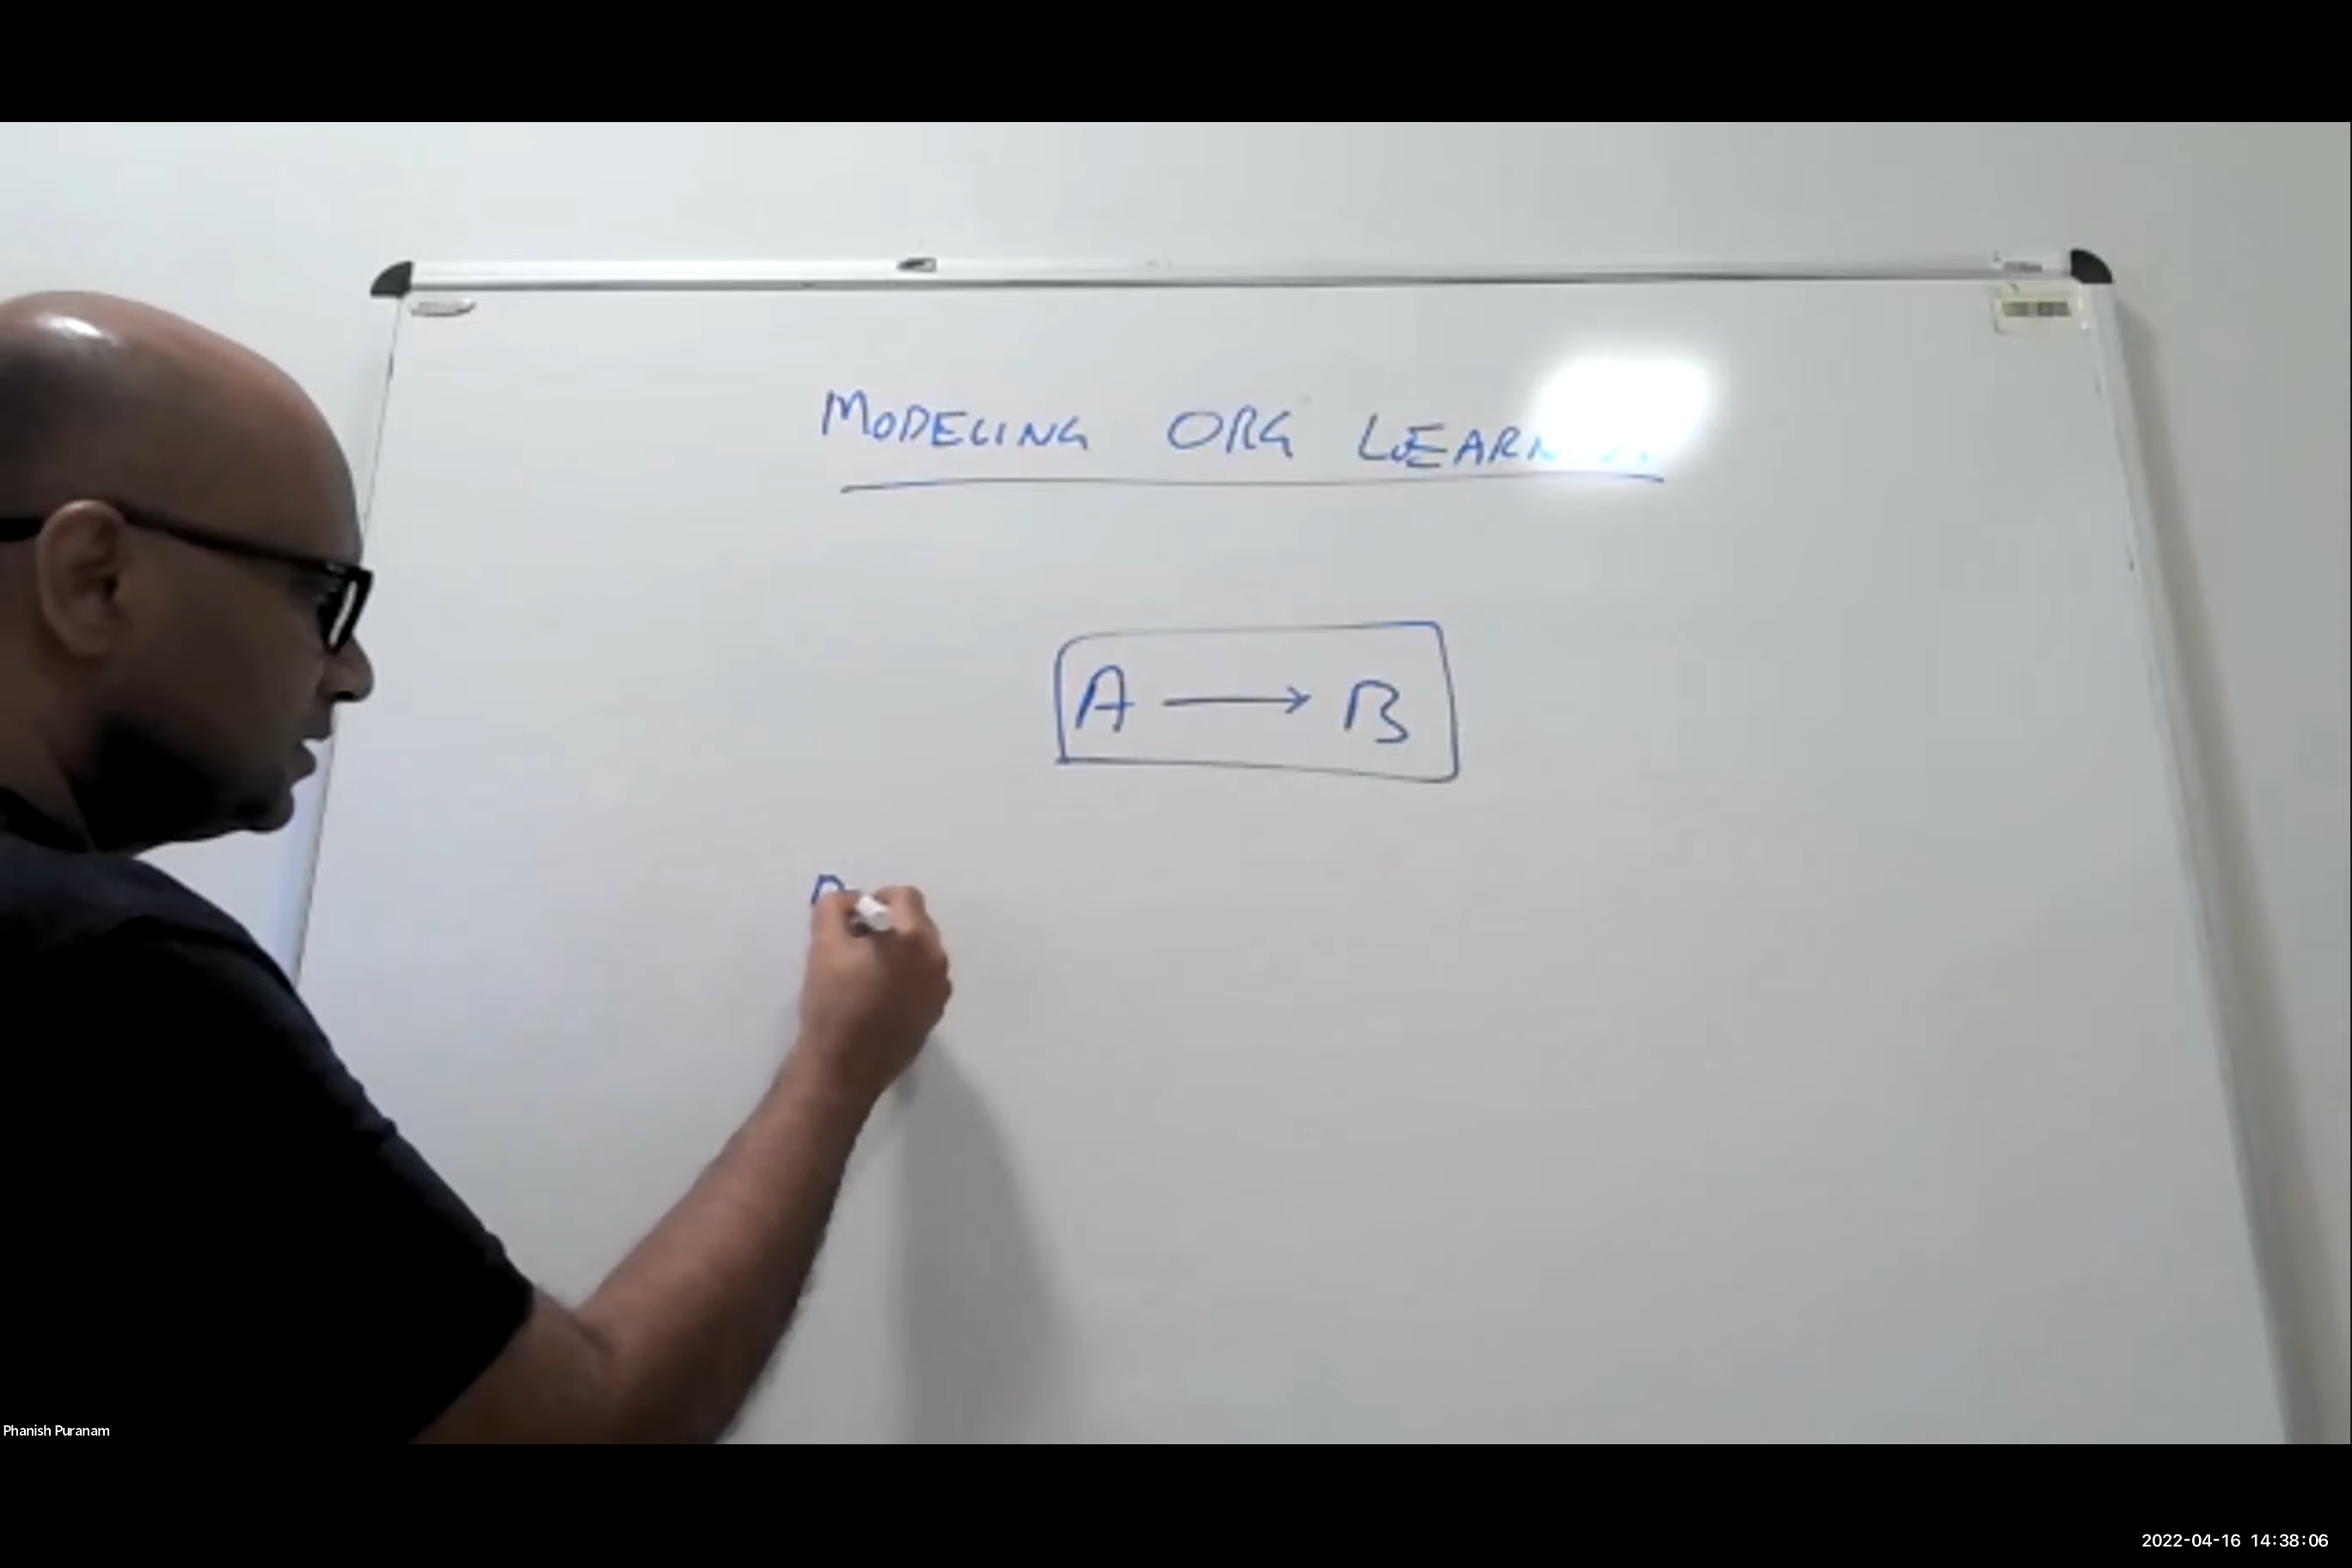 MODELING ORG
A → B
Phanish Puranam
2022-04-16 14:38:06